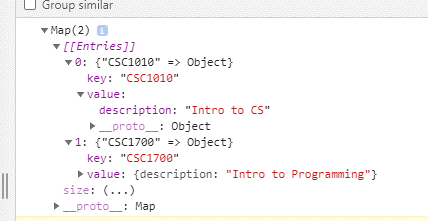 Group similar
Map(2) i
[[Entries]]
0: {"CSC1010" => Object}
key: "CSC1010"
value:
description: "Intro to CS"
__proto__: Object
1: {"CSC1700" => Object}
key: "CSC1700"
value: {description: "Intro to Programming"}
size: (...)
__proto__: Map